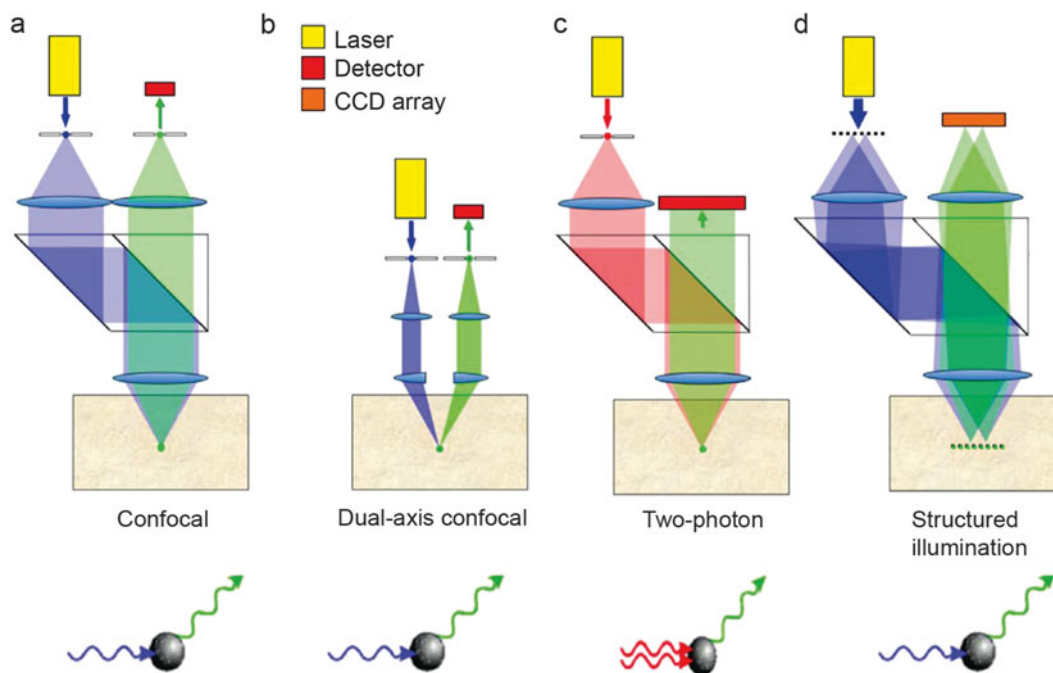 a
b
c
d
Laser
Detector
CCD array
Confocal
Dual-axis confocal
Two-photon
Structured
illumination